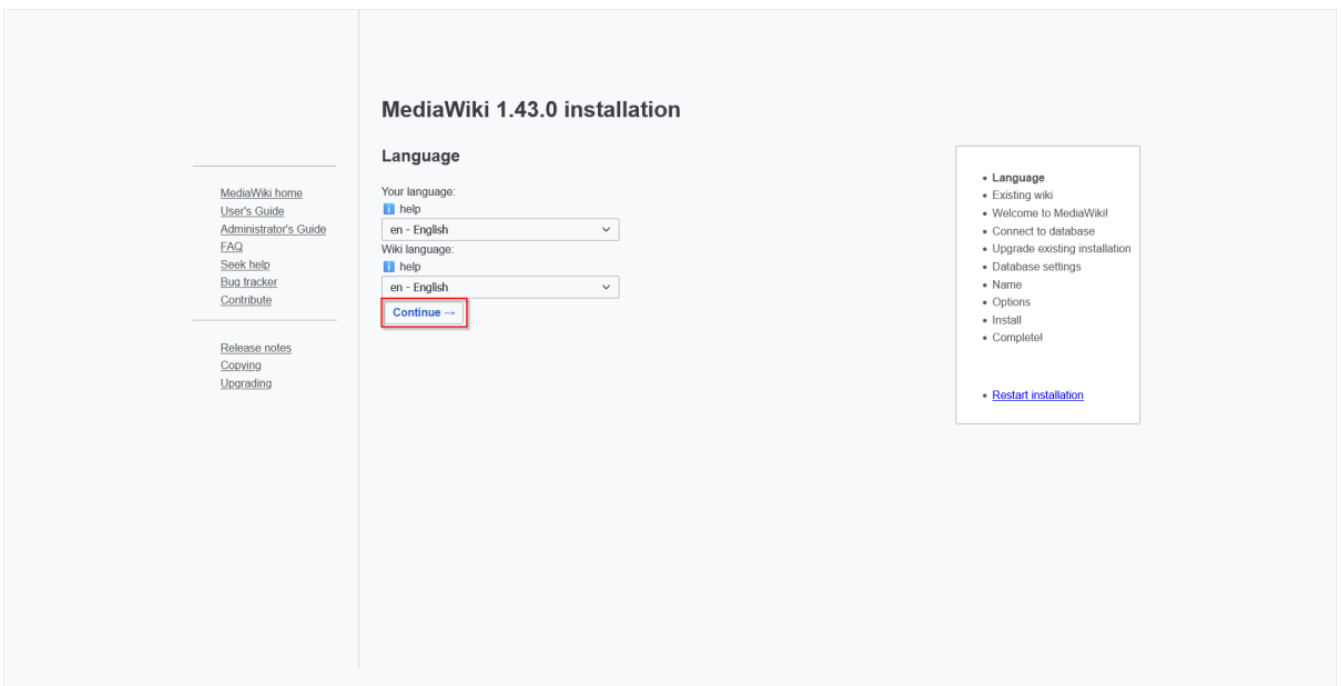 MediaWiki 1.43.0 installation
MediaWiki home
User's Guide
Administrator's Guide
FAQ
Seek help
Bug tracker
Contribute
Release notes
Copying
Upgrading
Language
Your language:
help
en - English
Wiki language:
help
en - English
Continue →
• Language
• Existing wiki
• Welcome to MediaWiki!
• Connect to database
• Upgrade existing installation
• Database settings
• Name
• Options
• Install
• Complete!
• Restart installation